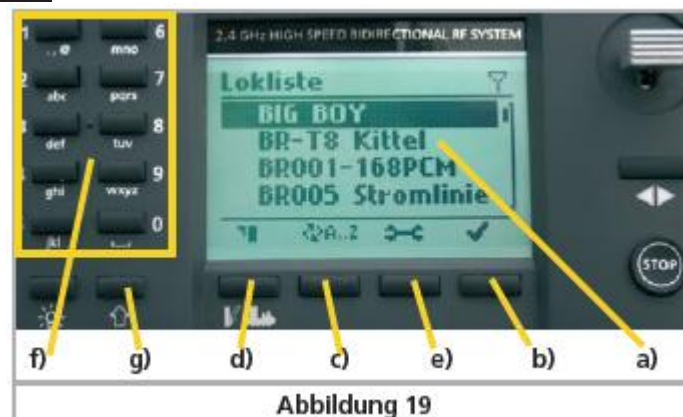 2.4 GHz HIGH SPEED BIDIRECTIONAL RF SYSTEM
Lokliste
BIG BOY
BR-T8 Kittel
BR001-168PCM
BR005 Stromlinie
A..Z
1 .,@ mno 6
2 abc pqrs 7
def tuv 8
ghi wxyz 9
jkl 0
STOP
f) g) d) c) e) b) a)
Abbildung 19